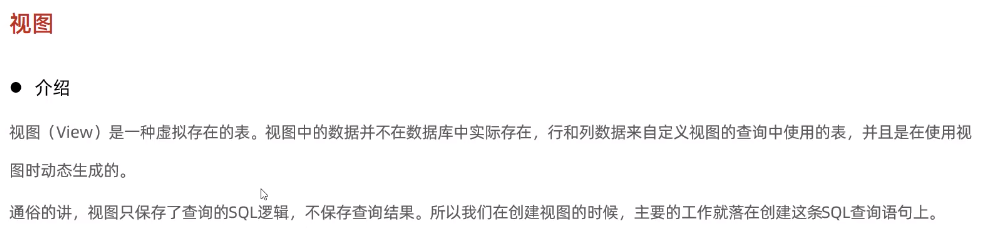 视图
● 介绍
视图（View）是一种虚拟存在的表。视图中的数据并不在数据库中实际存在，行和列数据来自定义视图的查询中使用的表，并且是在使用视
图时动态生成的。
通俗的讲，视图只保存了查询的SQL逻辑，不保存查询结果。所以我们在创建视图的时候，主要的工作就落在创建这条SQL查询语句上。